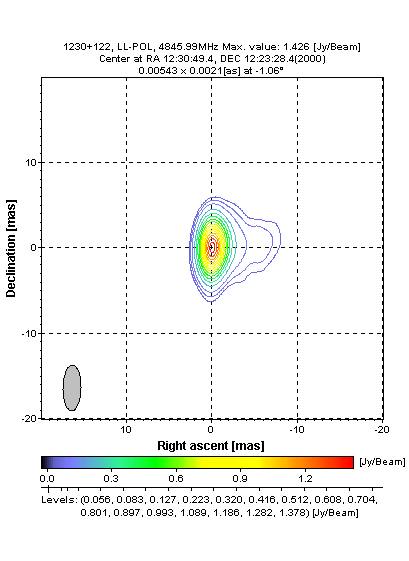 1230+122, LL-POL, 4845.99MHz Max. value: 1.426 [Jy/Beam]
Center at RA 12:30:49.4, DEC 12:23:28.4(2000)
0.00543 x 0.0021[as] at -1.06°
10
0
-10
-20
Declination [mas]
10
0
-10
-20
Right ascent [mas]
[Jy/Beam]
0.0 0.3 0.6 0.9 1.2
Levels: (0.056, 0.083, 0.127, 0.223, 0.320, 0.416, 0.512, 0.608, 0.704,
0.801, 0.897, 0.993, 1.089, 1.186, 1.282, 1.378) [Jy/Beam]